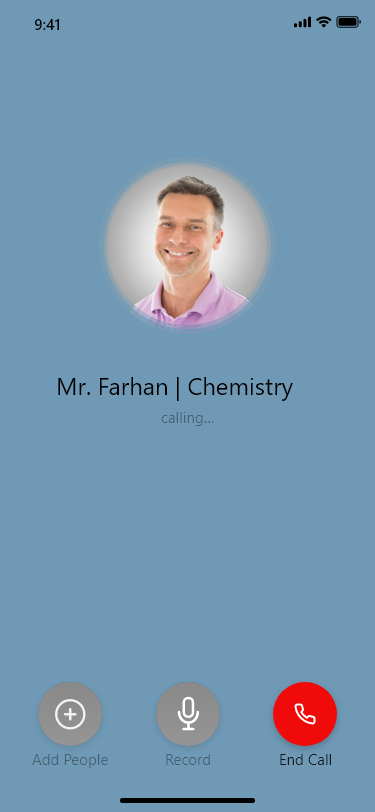 9:41
Mr. Farhan | Chemistry
calling...
Add People
Record
End Call